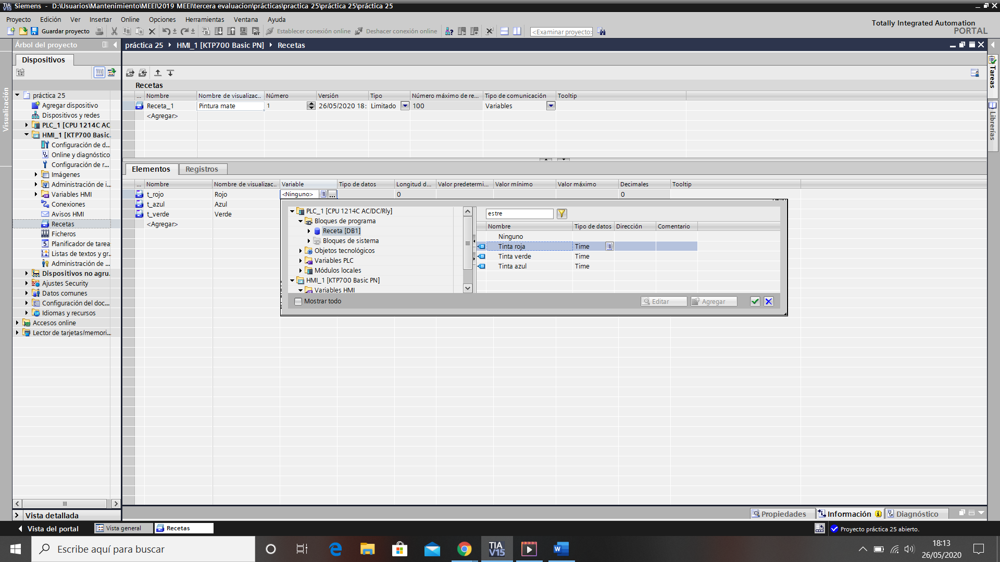 Siemens - D:\Usuarios\Mantenimiento\MEEI\2019 MEEI\tercera evaluacion\prácticas\practica 25\práctica 25\práctica 25
Proyecto Edición Ver Insertar Online Opciones Herramientas Ventana Ayuda
Totally Integrated Automation
PORTAL
Guardar proyecto Establecer conexión online Deshacer conexión online <Examinar proyecto>
Árbol del proyecto
práctica 25 HMI_1 [KTP700 Basic PN] Recetas
Dispositivos
Visualización
Tareas
Librerías
práctica 25
Agregar dispositivo
Dispositivos y redes
PLC_1 [CPU 1214C AC
HMI_1 [KTP700 Basic.
Configuración de d...
Online y diagnóstico
Configuración de r...
Imágenes
Administración de i...
Variables HMI
Conexiones
Avisos HMI
Recetas
Ficheros
Planificador de tarea
Listas de textos y gr..
Administración de ...
Dispositivos no agru.
Ajustes Security
Datos comunes
Configuración del doc...
Idiomas y recursos
Accesos online
Lector de tarjetas/memori...
Vista detallada
Recetas
... Nombre Nombre de visualizac.. Número Versión Tipo Número máximo de re... Tipo de comunicación Tooltip
Receta_1 Pintura mate 1 26/05/2020 18: Limitado 100 Variables
<Agregar>
Elementos Registros
... Nombre Nombre de visualizac.. Variable Tipo de datos Longitud d... Valor predetermi... Valor mínimo Valor máximo Decimales Tooltip
t_rojo Rojo <Ninguno> ... 0 0
t_azul Azul
t_verde Verde
<Agregar>
PLC_1 [CPU 1214C AC/DC/Rly]
Bloques de programa
Receta [DB1]
Bloques de sistema
Objetos tecnológicos
Variables PLC
Módulos locales
HMI_1 [KTP700 Basic PN]
Variables HMI
estre
Nombre Tipo de datos Dirección Comentario
Ninguno
Tinta roja Time
Tinta verde Time
Tinta azul Time
Mostrar todo Editar Agregar
Propiedades Información Diagnóstico
Vista del portal Vista general Recetas Proyecto práctica 25 abierto.
Escribe aquí para buscar
TIA
V15
18:13
26/05/2020